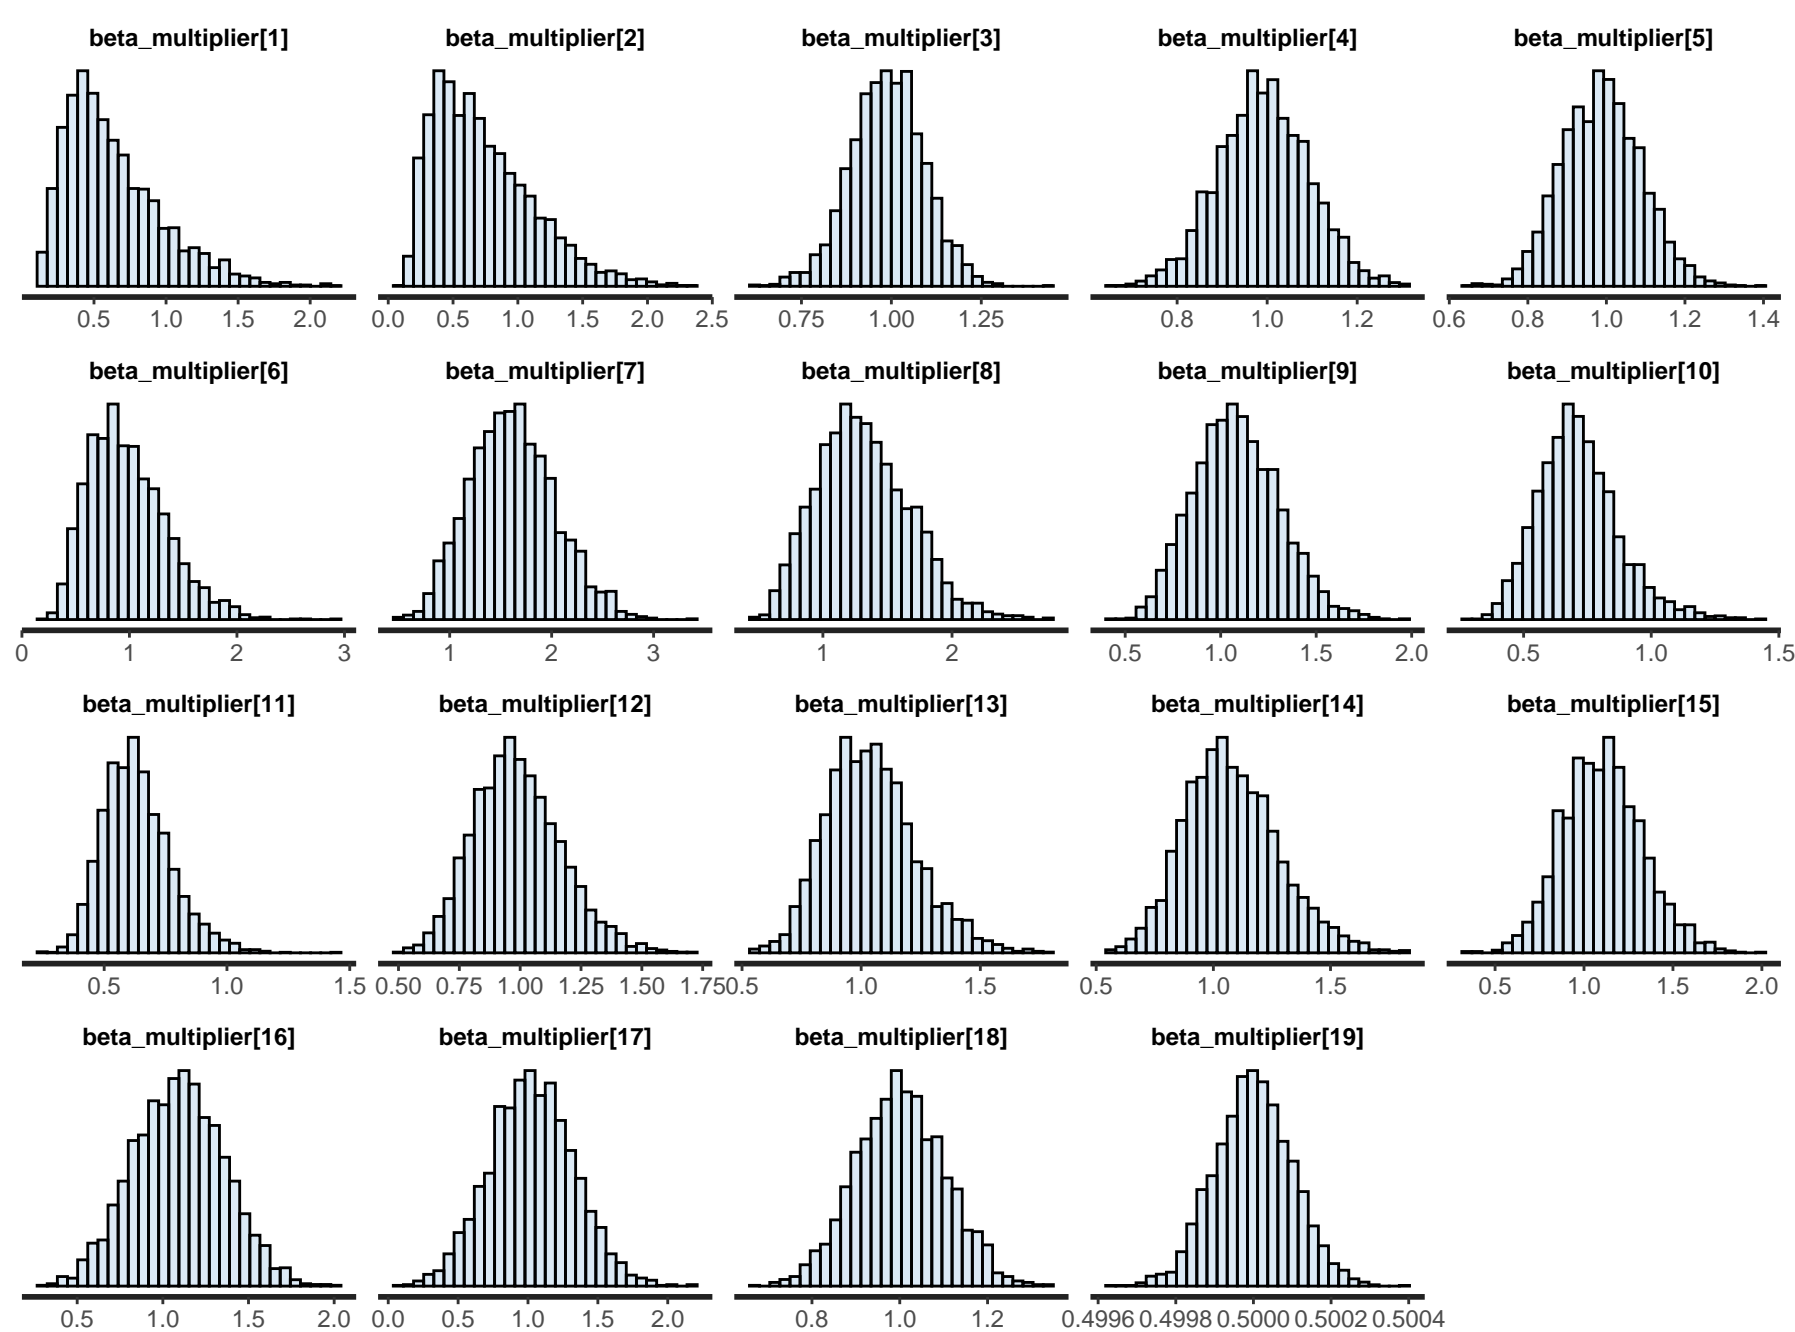 beta_multiplier[1] beta_multiplier[2] beta_multiplier[3] beta_multiplier[4] beta_multiplier[5]
0.5 1.0 1.5 2.0 0.0 0.5 1.0 1.5 2.0 2.5 0.75 1.00 1.25 0.8 1.0 1.2 0.6 0.8 1.0 1.2 1.4
beta_multiplier[6] beta_multiplier[7] beta_multiplier[8] beta_multiplier[9] beta_multiplier[10]
0 1 2 3 1 2 3 1 2 0.5 1.0 1.5 2.0 0.5 1.0 1.5
beta_multiplier[11] beta_multiplier[12] beta_multiplier[13] beta_multiplier[14] beta_multiplier[15]
0.5 1.0 1.5 0.50 0.75 1.00 1.25 1.50 1.75 0.5 1.0 1.5 0.5 1.0 1.5 0.5 1.0 1.5 2.0
beta_multiplier[16] beta_multiplier[17] beta_multiplier[18] beta_multiplier[19]
0.5 1.0 1.5 2.0 0.0 0.5 1.0 1.5 2.0 0.8 1.0 1.2 0.4996 0.4998 0.5000 0.5002 0.5004